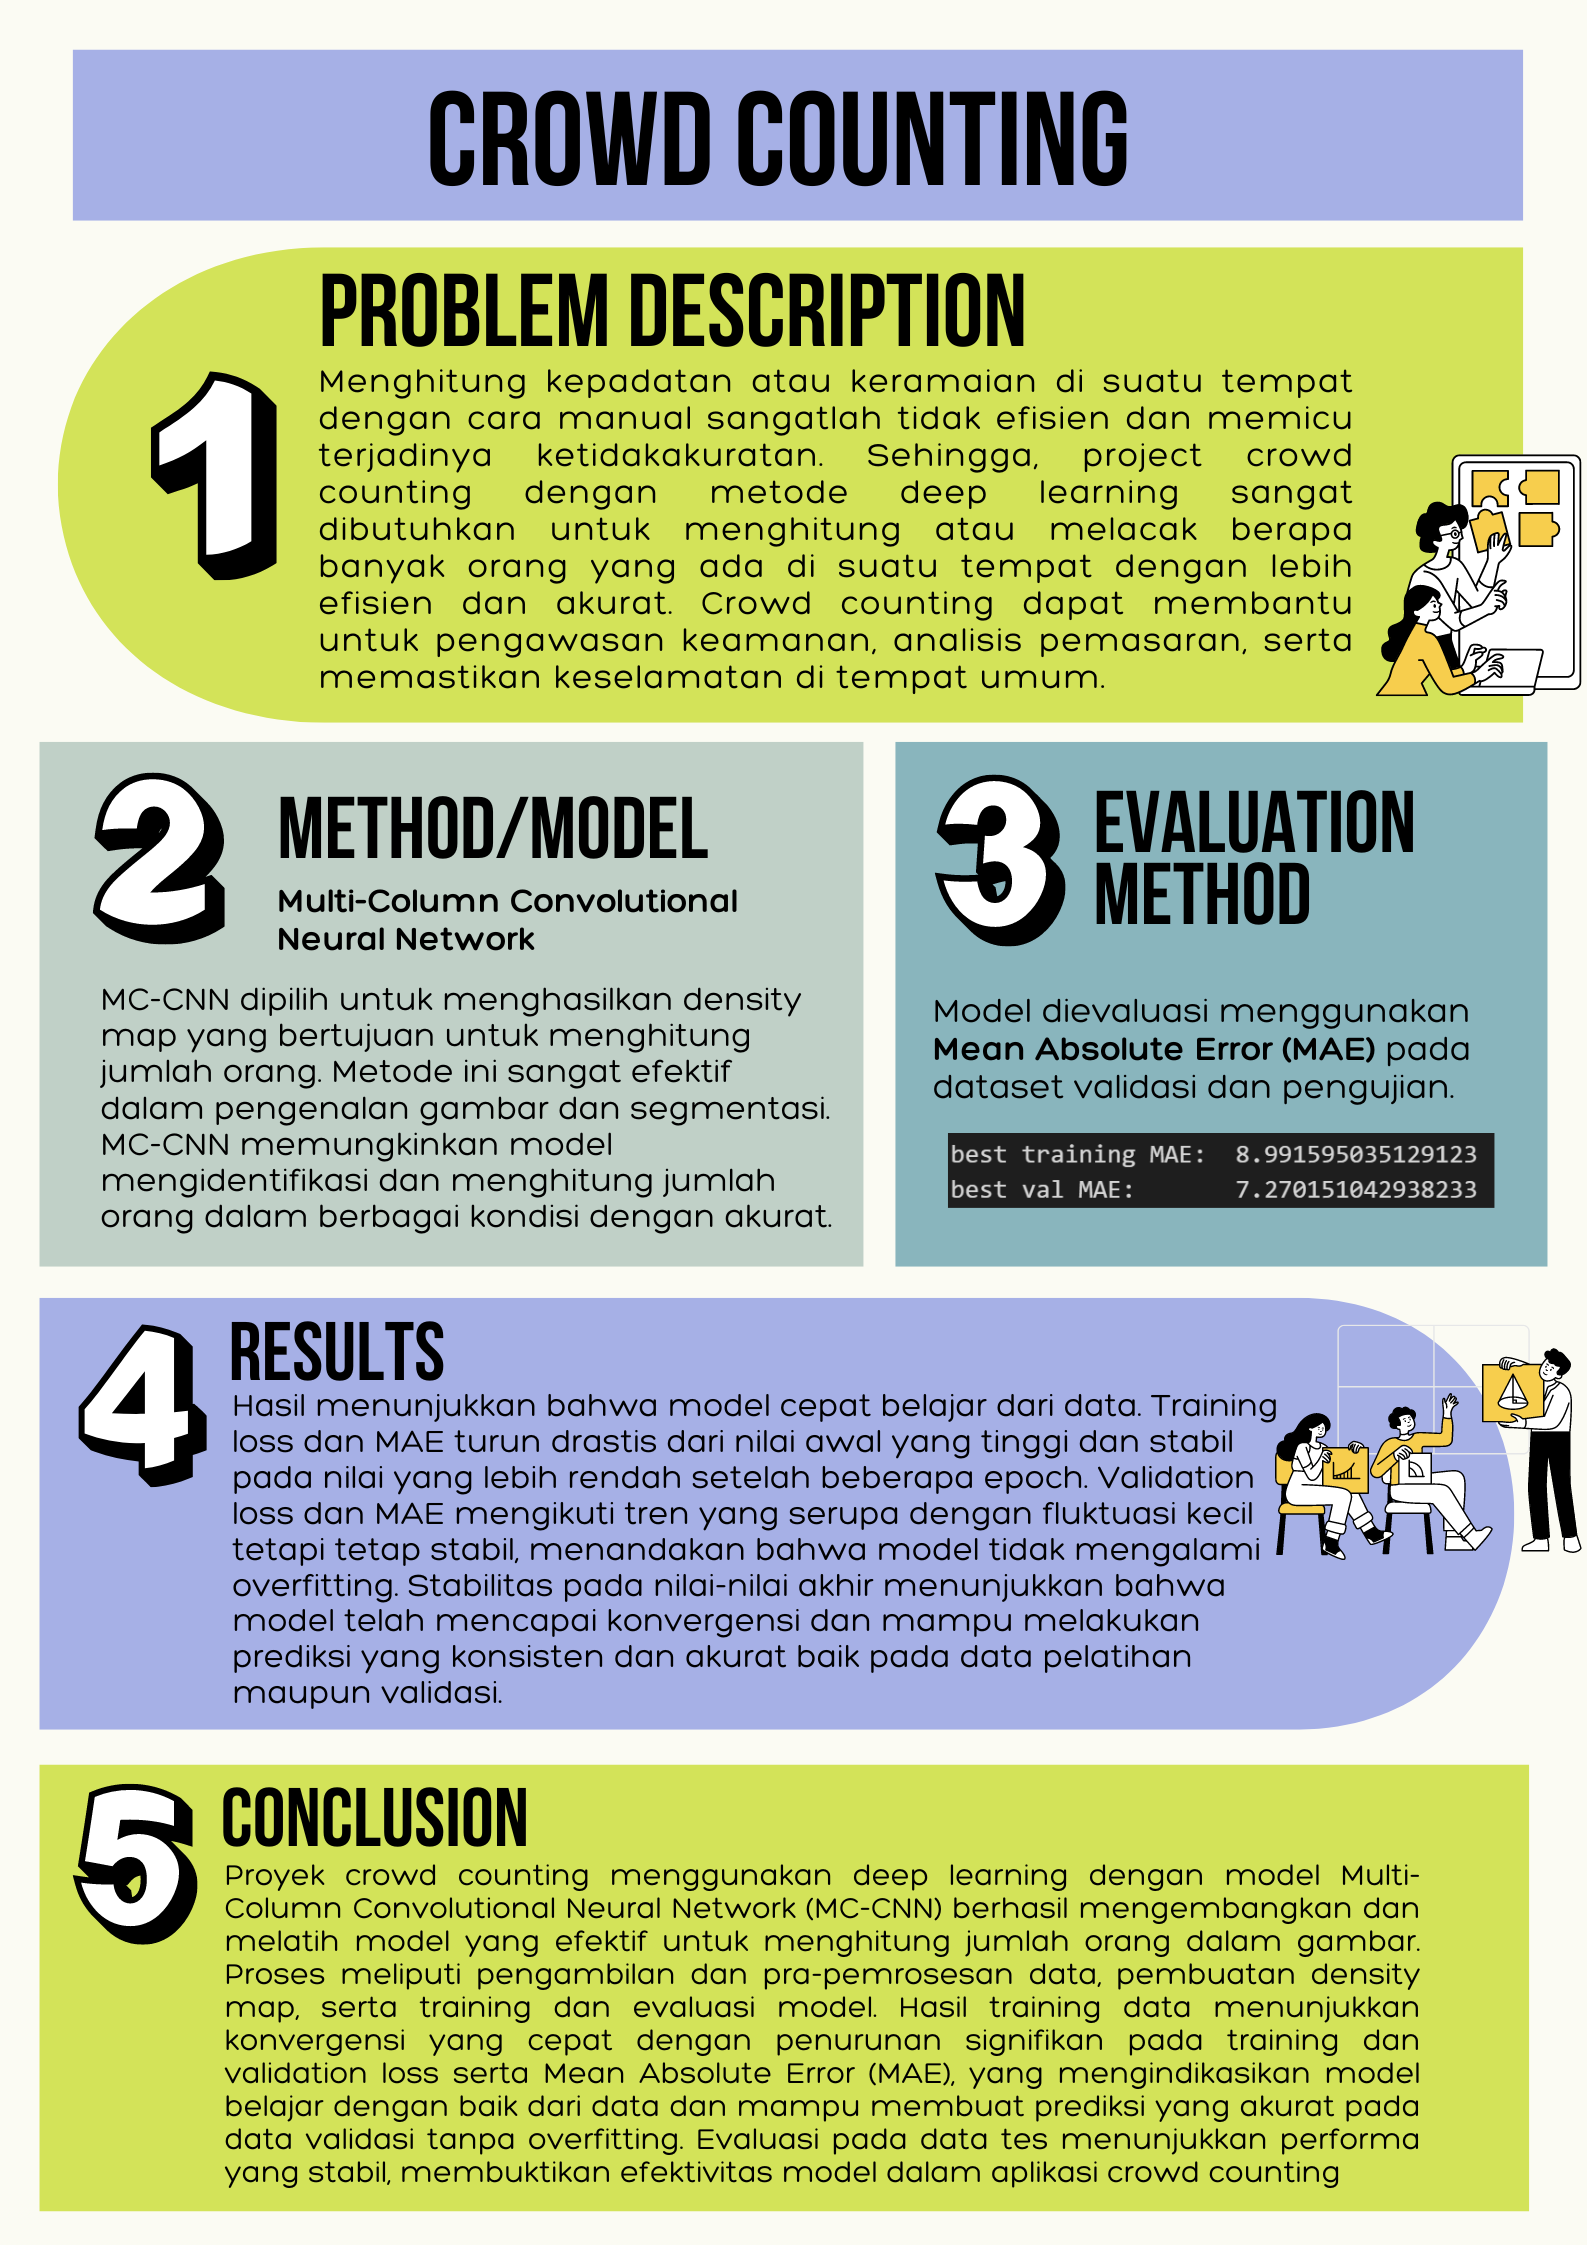 CROWD COUNTING
1
PROBLEM DESCRIPTION
Menghitung kepadatan atau keramaian di suatu tempat
dengan cara manual sangatlah tidak efisien dan memicu
terjadinya ketidakakuratan. Sehingga, project crowd
counting dengan metode deep learning sangat
dibutuhkan untuk menghitung atau melacak berapa
banyak orang yang ada di suatu tempat dengan lebih
efisien dan akurat. Crowd counting dapat membantu
untuk pengawasan keamanan, analisis pemasaran, serta
memastikan keselamatan di tempat umum.
2
METHOD/MODEL
Multi-Column Convolutional
Neural Network
MC-CNN dipilih untuk menghasilkan density
map yang bertujuan untuk menghitung
jumlah orang. Metode ini sangat efektif
dalam pengenalan gambar dan segmentasi.
MC-CNN memungkinkan model
mengidentifikasi dan menghitung jumlah
orang dalam berbagai kondisi dengan akurat.
3
EVALUATION
METHOD
Model dievaluasi menggunakan
Mean Absolute Error (MAE) pada
dataset validasi dan pengujian.
best training MAE: 8.991595035129123
best val MAE: 7.270151042938233
4
RESULTS
Hasil menunjukkan bahwa model cepat belajar dari data. Training
loss dan MAE turun drastis dari nilai awal yang tinggi dan stabil
pada nilai yang lebih rendah setelah beberapa epoch. Validation
loss dan MAE mengikuti tren yang serupa dengan fluktuasi kecil
tetapi tetap stabil, menandakan bahwa model tidak mengalami
overfitting. Stabilitas pada nilai-nilai akhir menunjukkan bahwa
model telah mencapai konvergensi dan mampu melakukan
prediksi yang konsisten dan akurat baik pada data pelatihan
maupun validasi.
5
CONCLUSION
Proyek crowd counting menggunakan deep learning dengan model Multi-
Column Convolutional Neural Network (MC-CNN) berhasil mengembangkan dan
melatih model yang efektif untuk menghitung jumlah orang dalam gambar.
Proses meliputi pengambilan dan pra-pemrosesan data, pembuatan density
map, serta training dan evaluasi model. Hasil training data menunjukkan
konvergensi yang cepat dengan penurunan signifikan pada training dan
validation loss serta Mean Absolute Error (MAE), yang mengindikasikan model
belajar dengan baik dari data dan mampu membuat prediksi yang akurat pada
data validasi tanpa overfitting. Evaluasi pada data tes menunjukkan performa
yang stabil, membuktikan efektivitas model dalam aplikasi crowd counting